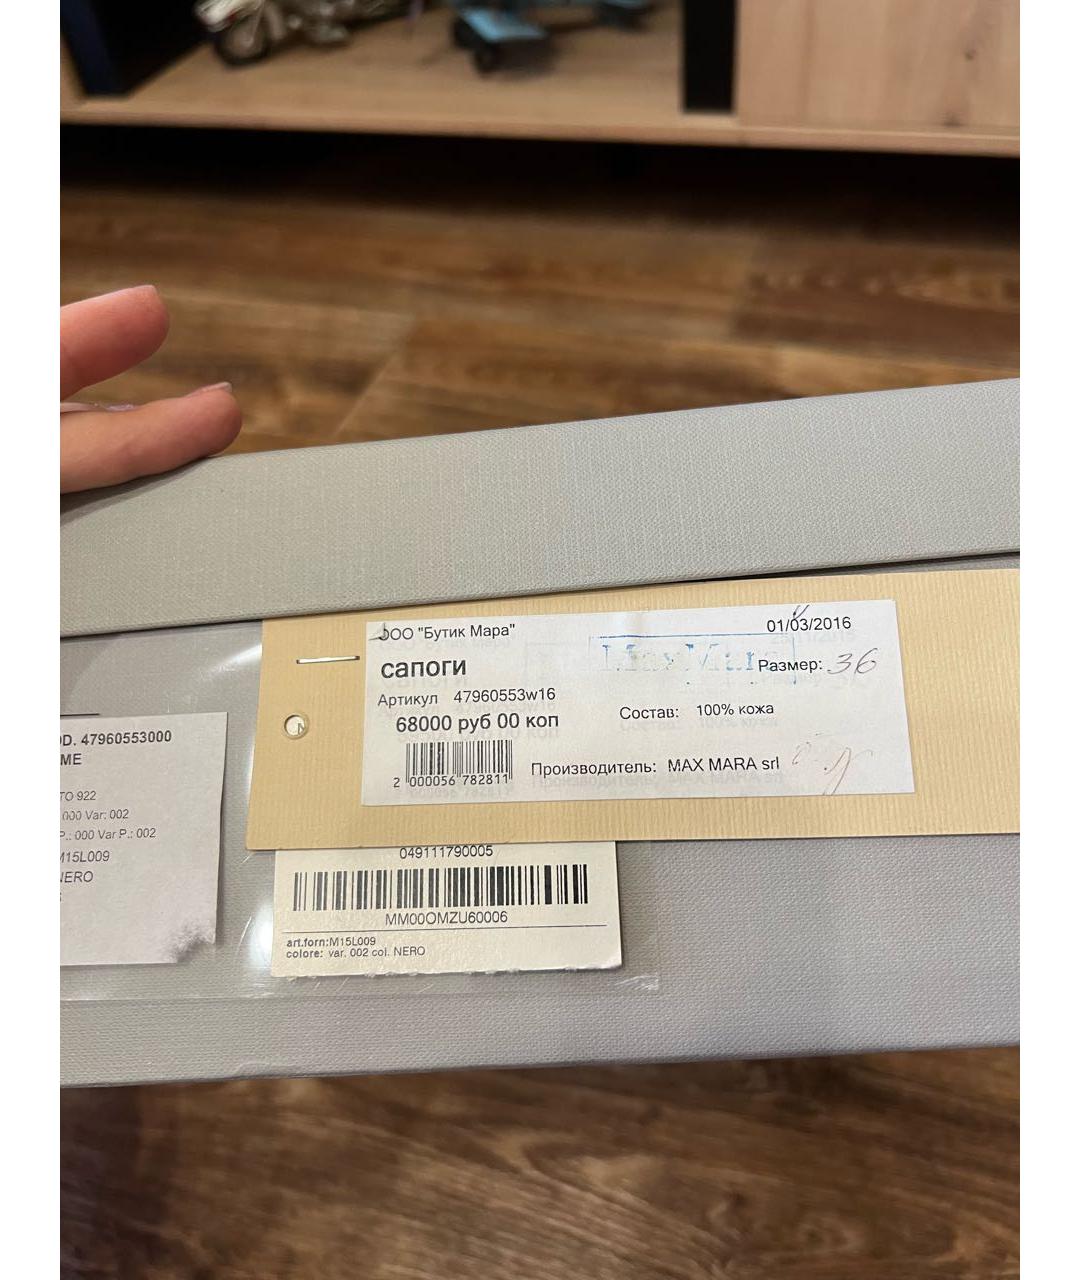 ООО "Бутик Мара"
01/03/2016
сапоги
MaxMara
Размер: 36
Артикул 47960553w16
68000 руб 00 коп
Состав: 100% кожа
2 000056 782811
Производитель: MAX MARA srl
OD. 47960553000
ME
TO 922
000 Var: 002
P.: 000 Var P.: 002
M15L009
NERO
049111790005
MM00OMZU60006
art.forn:M15L009
colore: var. 002 col. NERO